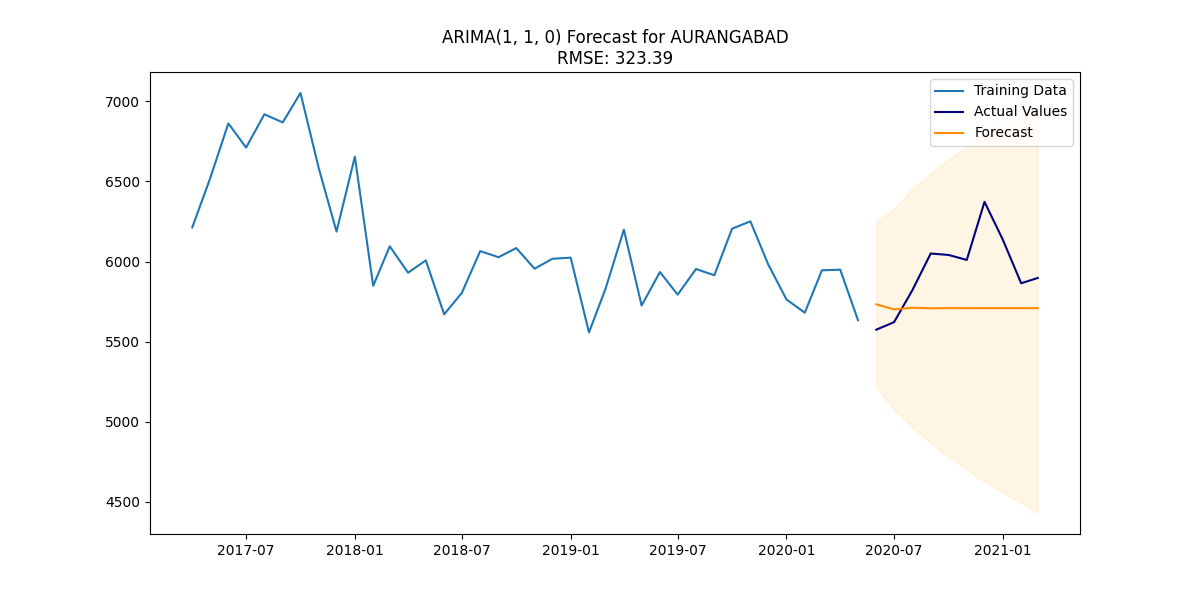 ARIMA(1, 1, 0) Forecast for AURANGABAD
RMSE: 323.39
Training Data
Actual Values
Forecast
7000
6500
6000
5500
5000
4500
2017-07
2018-01
2018-07
2019-01
2019-07
2020-01
2020-07
2021-01